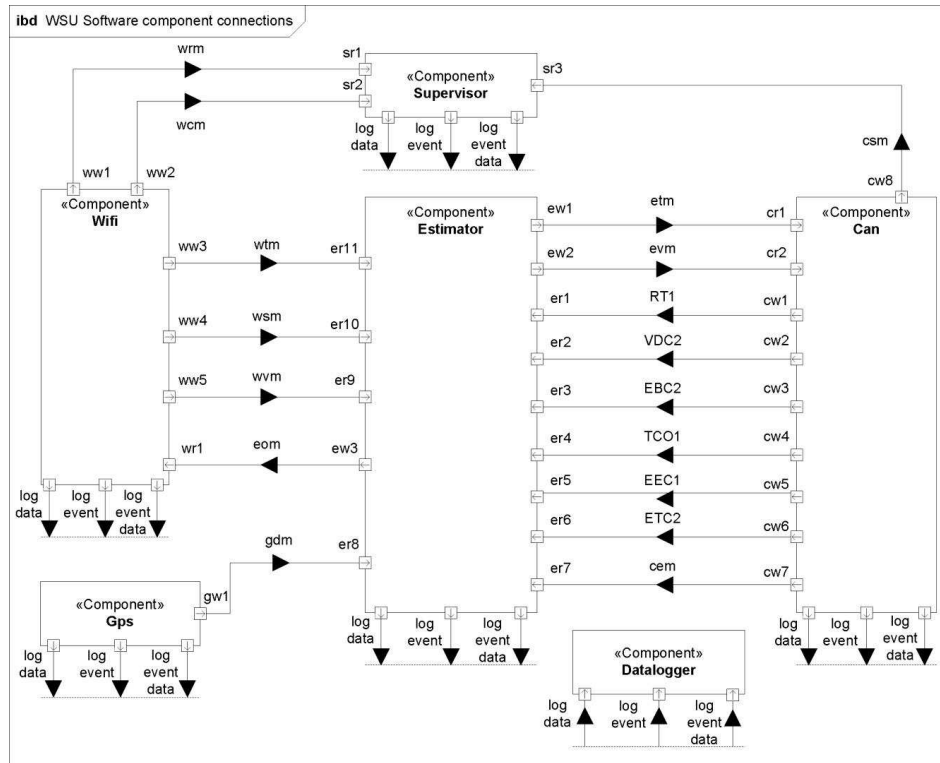 ibd WSU Software component connections
wrm
sr1
«Component»
Supervisor
sr3
sr2
wcm
log
data
log
event
log
event
data
csm
ww1
ww2
cw8
«Component»
Wifi
«Component»
Estimator
«Component»
Can
ew1
etm
cr1
ww3
wtm
er11
ew2
evm
cr2
er1
RT1
cw1
ww4
wsm
er10
er2
VDC2
cw2
ww5
wvm
er9
er3
EBC2
cw3
wr1
eom
ew3
er4
TCO1
cw4
er5
EEC1
cw5
log
data
log
event
log
event
data
er6
ETC2
cw6
gdm
er8
er7
cem
cw7
«Component»
Gps
gw1
log
data
log
event
log
event
data
log
data
log
event
log
event
data
log
data
log
event
log
event
data
«Component»
Datalogger
log
data
log
event
log
event
data